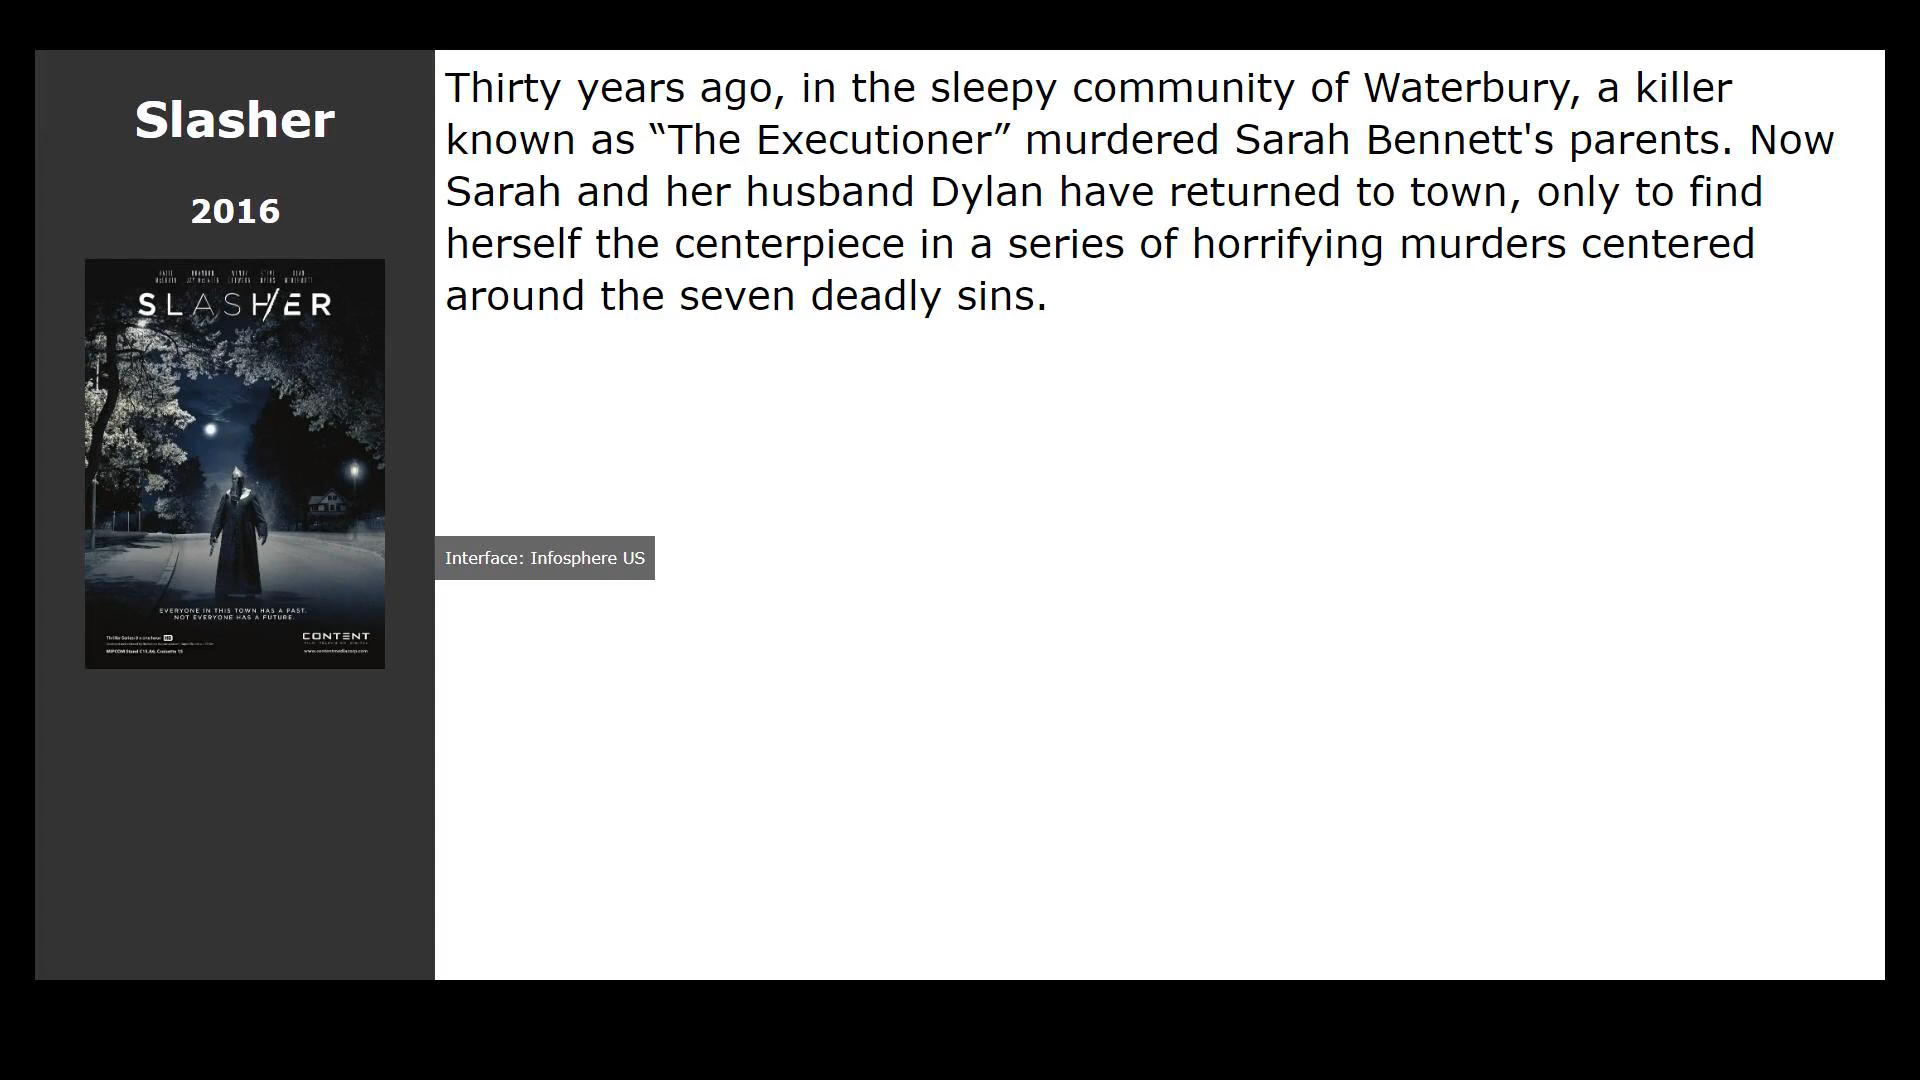 Slasher
2016
SLASHER
EVERYONE IN THIS TOWN HAS A PAST.
NOT EVERYONE HAS A FUTURE.
CONTENT
www.contentmediacorp.com
Thirty years ago, in the sleepy community of Waterbury, a killer
known as “The Executioner” murdered Sarah Bennett's parents. Now
Sarah and her husband Dylan have returned to town, only to find
herself the centerpiece in a series of horrifying murders centered
around the seven deadly sins.
Interface: Infosphere US